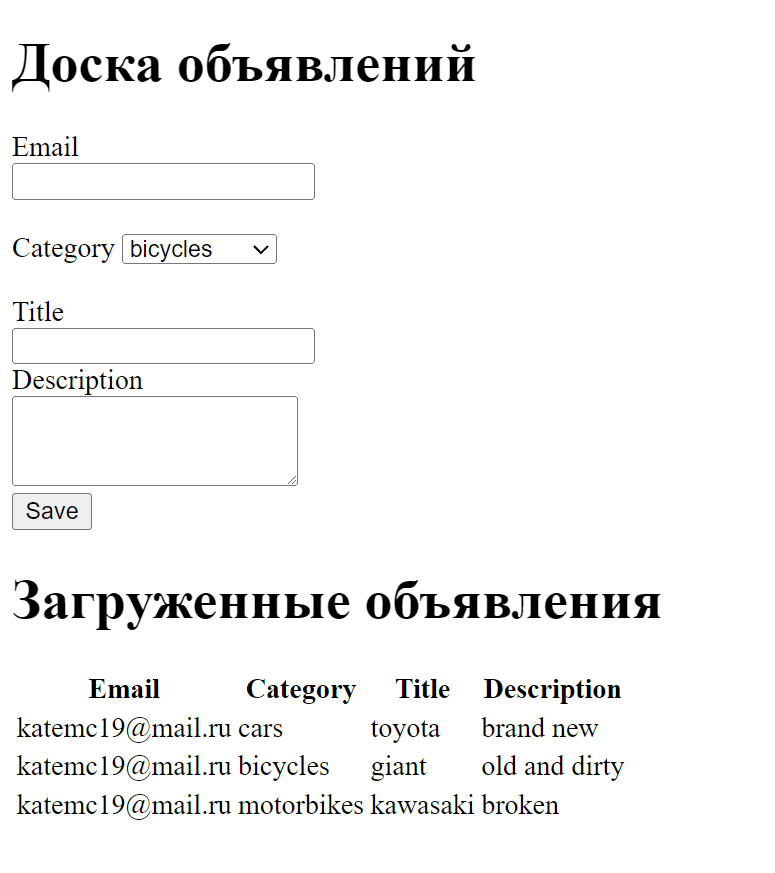 Доска объявлений
Email
Category bicycles
Title
Description
Save
Загруженные объявления
Email Category Title Description
katemc19@mail.ru cars toyota brand new
katemc19@mail.ru bicycles giant old and dirty
katemc19@mail.ru motorbikes kawasaki broken